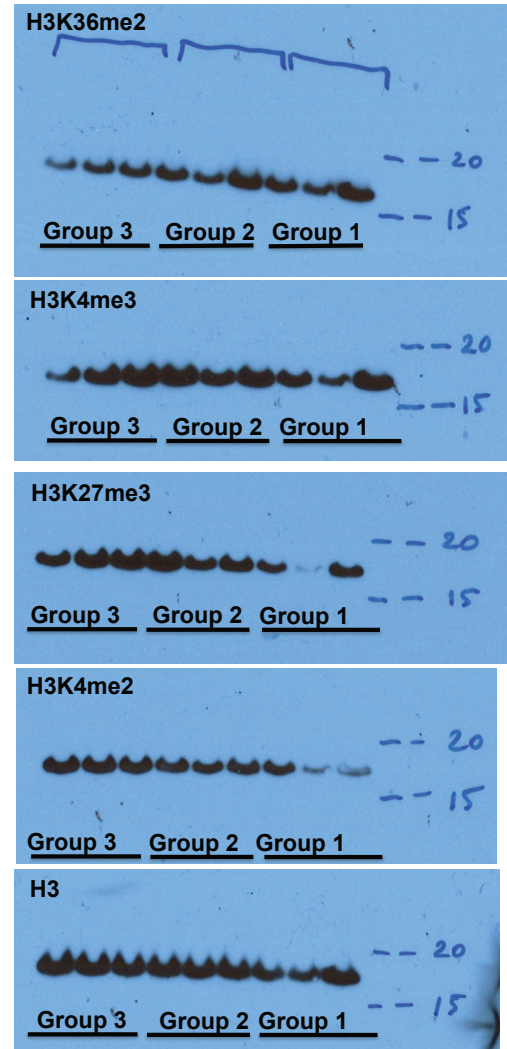 H3K36me2
– – 20
– – 15
Group 3 Group 2 Group 1
H3K4me3
– – 20
– – 15
Group 3 Group 2 Group 1
H3K27me3
– – 20
– – 15
Group 3 Group 2 Group 1
H3K4me2
– – 20
– – 15
Group 3 Group 2 Group 1
H3
– – 20
– – 15
Group 3 Group 2 Group 1